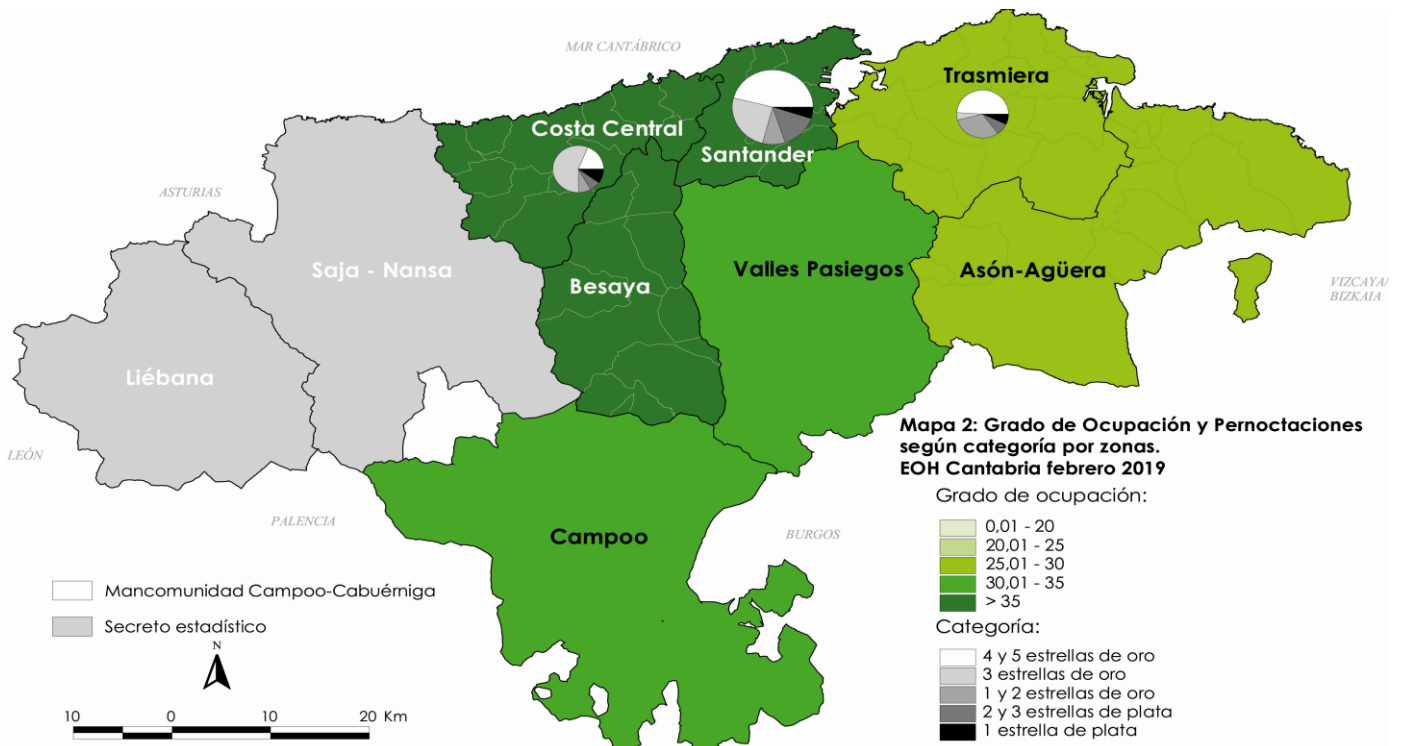 MAR CANTÁBRICO
Trasmiera
Costa Central
Santander
ASTURIAS
Saja - Nansa
Valles Pasiegos
Asón-Agüera
Besaya
VIZCAYA/
BIZKAIA
Liébana
LEÓN
Mapa 2: Grado de Ocupación y Pernoctaciones
según categoría por zonas.
EOH Cantabria febrero 2019
Grado de ocupación:
0,01 - 20
20,01 - 25
25,01 - 30
30,01 - 35
> 35
Categoría:
4 y 5 estrellas de oro
3 estrellas de oro
1 y 2 estrellas de oro
2 y 3 estrellas de plata
1 estrella de plata
PALENCIA
Campoo
BURGOS
Mancomunidad Campoo-Cabuérniga
Secreto estadístico
N
10 0 10 20 Km